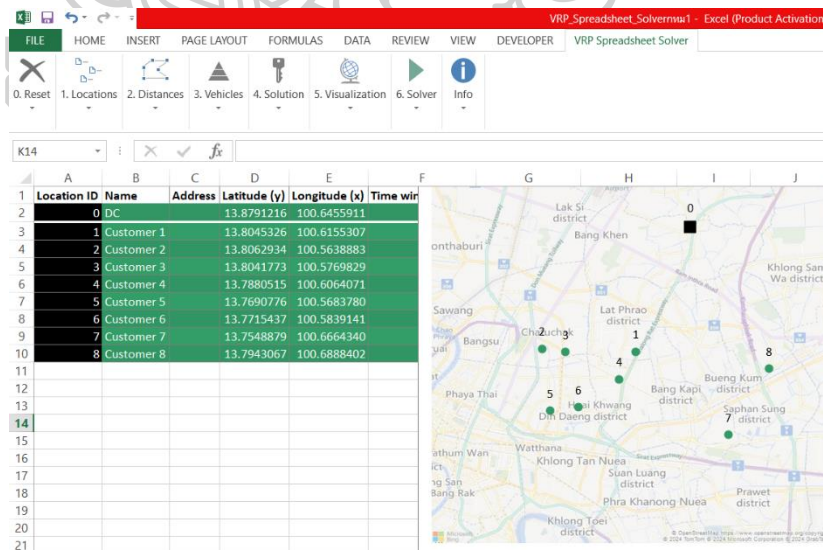 VRP_Spreadsheet_Solverกทม1 - Excel (Product Activation
FILE HOME INSERT PAGE LAYOUT FORMULAS DATA REVIEW VIEW DEVELOPER VRP Spreadsheet Solver
0. Reset 1. Locations 2. Distances 3. Vehicles 4. Solution 5. Visualization 6. Solver Info
K14 fx
A B C D E F G H I J
1 Location ID Name Address Latitude (y) Longitude (x) Time win
2 0 DC 13.8791216 100.6455911
3 1 Customer 1 13.8045326 100.6155307
4 2 Customer 2 13.8062934 100.5638883
5 3 Customer 3 13.8041773 100.5769829
6 4 Customer 4 13.7880515 100.6064071
7 5 Customer 5 13.7690776 100.5683780
8 6 Customer 6 13.7715437 100.5839141
9 7 Customer 7 13.7548879 100.6664340
10 8 Customer 8 13.7943067 100.6888402
11
12
13
14
15
16
17
18
19
20
21
Lak Si
district
0
Bang Khen
onthaburi
Khlong Sam
Wa district
Sawang
Lat Phrao
district
Bangsu
2 3 1
4
8
Bueng Kum
district
Phaya Thai
5 6
Bang Kapi
district
Huai Khwang
Din Daeng district
Saphan Sung
7 district
Watthana
athum Wan
Khlong Tan Nuea
Suan Luang
district
Bang Rak
Phra Khanong Nuea
Prawet
district
Khlong Toei
district
Microsoft
Bing